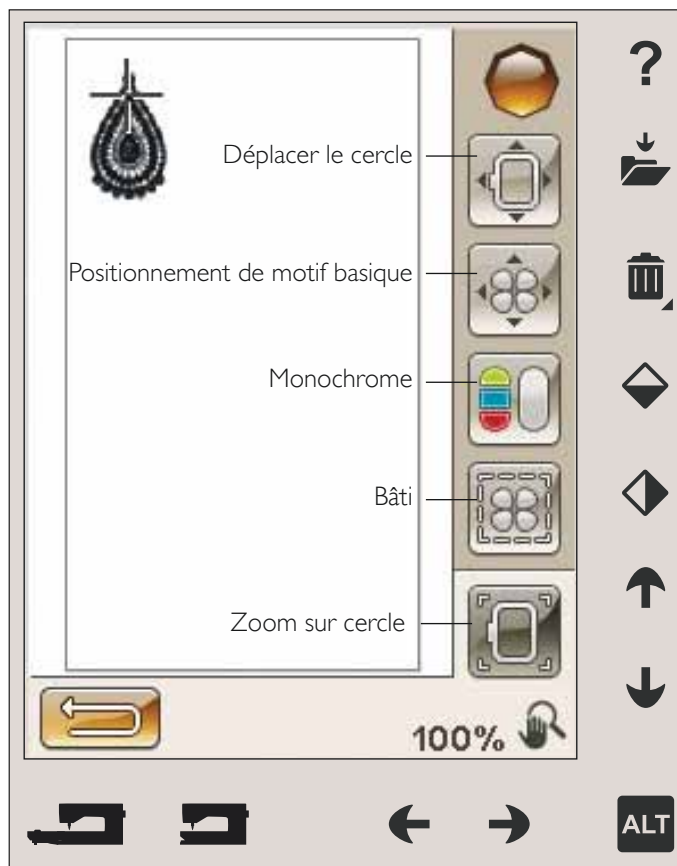 ?
Déplacer le cercle
Positionnement de motif basique
Monochrome
Bâti
Zoom sur cercle
100%
ALT